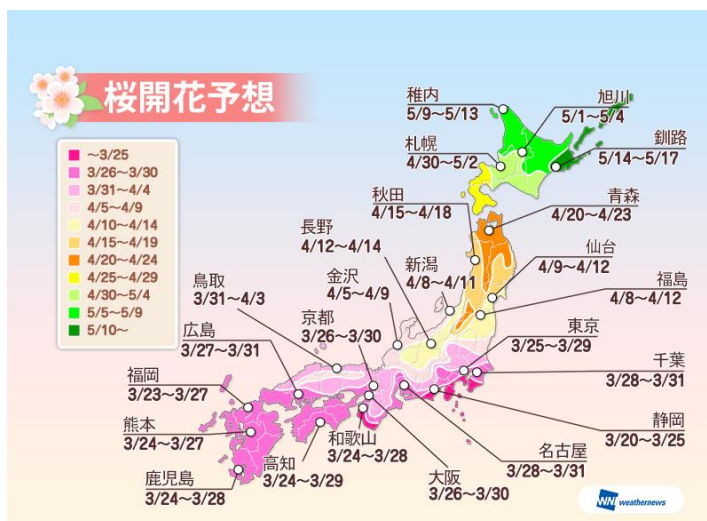 桜開花予想
～3/25
3/26～3/30
3/31～4/4
4/5～4/9
4/10～4/14
4/15～4/19
4/20～4/24
4/25～4/29
4/30～5/4
5/5～5/9
5/10～
稚内
5/9～5/13
旭川
5/1～5/4
札幌
4/30～5/2
釧路
5/14～5/17
秋田
4/15～4/18
青森
4/20～4/23
長野
4/12～4/14
仙台
4/9～4/12
新潟
4/8～4/11
金沢
4/5～4/9
福島
4/8～4/12
鳥取
3/31～4/3
京都
3/26～3/30
東京
3/25～3/29
広島
3/27～3/31
千葉
3/28～3/31
福岡
3/23～3/27
静岡
3/20～3/25
熊本
3/24～3/27
和歌山
3/24～3/28
名古屋
3/28～3/31
高知
3/24～3/29
鹿児島
3/24～3/28
大阪
3/26～3/30
WNI weathernews